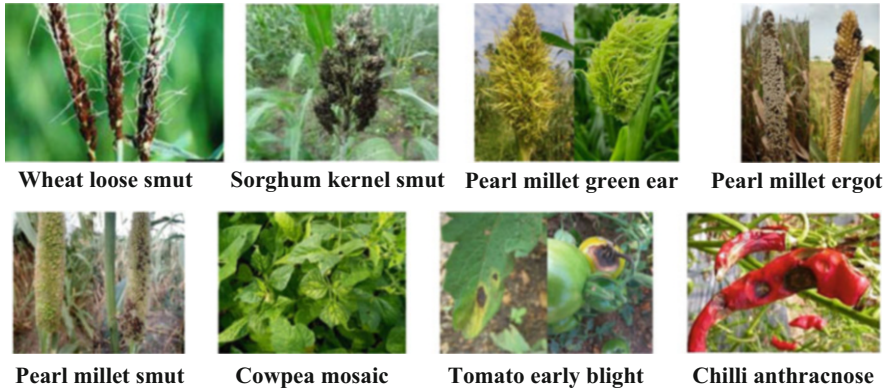 Wheat loose smut
Sorghum kernel smut
Pearl millet green ear
Pearl millet ergot
Pearl millet smut
Cowpea mosaic
Tomato early blight
Chilli anthracnose